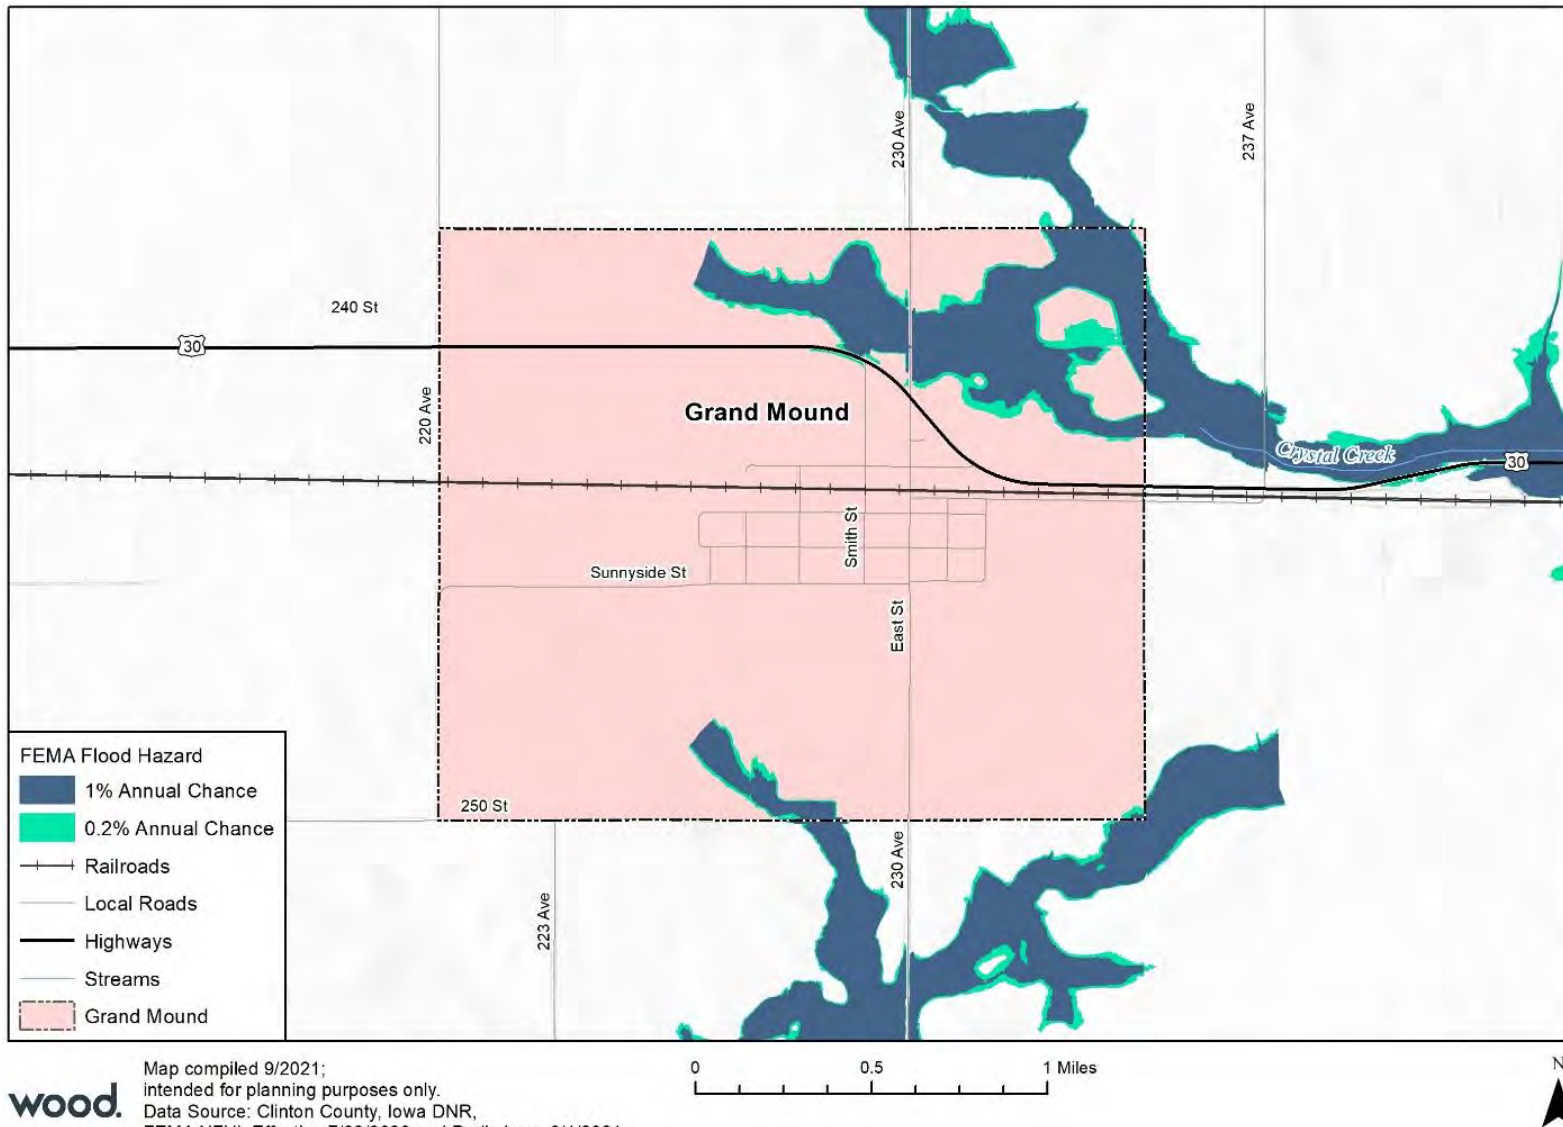 230 Ave
237 Ave
240 St
30
220 Ave
Grand Mound
Crystal Creek
30
Smith St
Sunnyside St
East St
FEMA Flood Hazard
1% Annual Chance
0.2% Annual Chance
Railroads
Local Roads
Highways
Streams
Grand Mound
250 St
230 Ave
223 Ave
wood.
Map compiled 9/2021;
intended for planning purposes only.
Data Source: Clinton County, Iowa DNR,
0 0.5 1 Miles
N